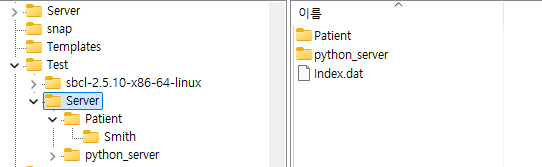 Server
snap
Templates
Test
sbcl-2.5.10-x86-64-linux
Server
Patient
Smith
python_server
이름
Patient
python_server
Index.dat